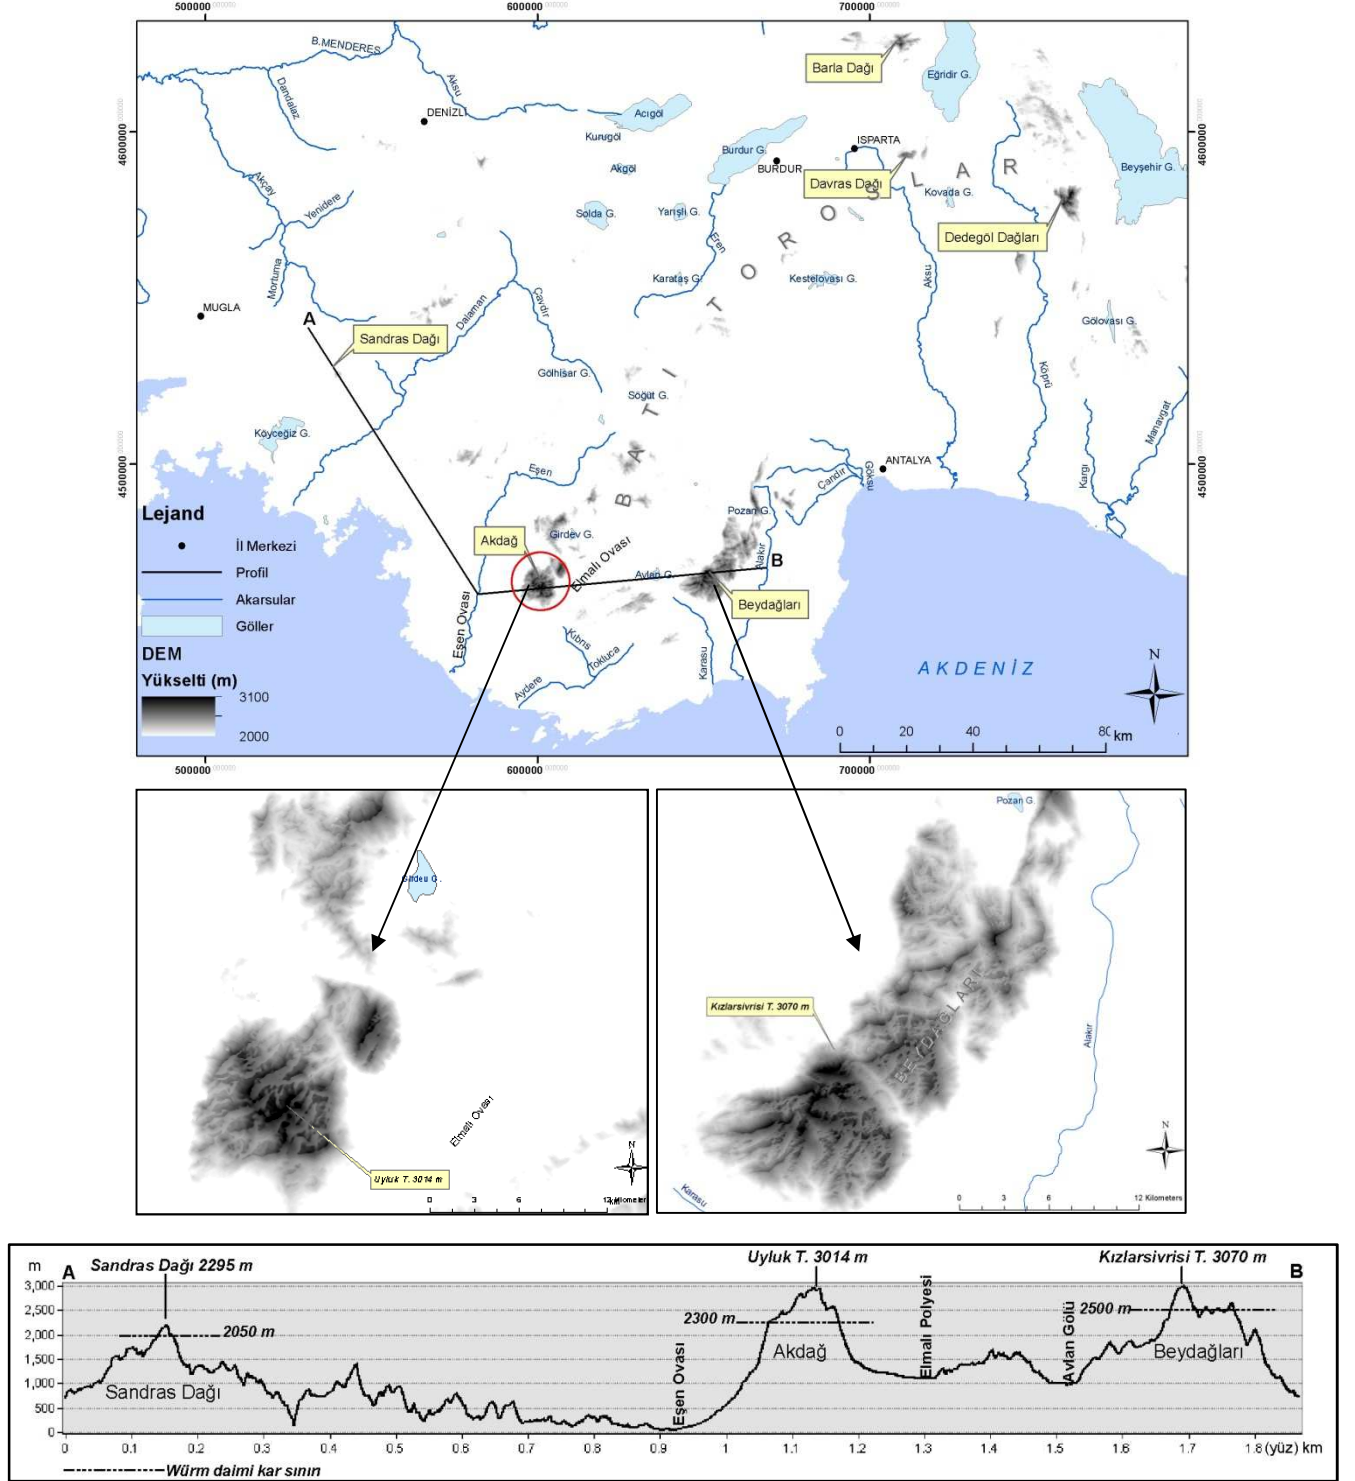 500000 600000 700000
B.MENDERES
Dandalaz
Aksu
DENİZLİ
Acıgöl
Kurugöl
Akgöl
Barla Dağı
Eğridir G.
4600000
4600000
Burdur G.
BURDUR
ISPARTA
Davras Dağı
Kovada G.
Beyşehir G.
Dedegöl Dağları
Akçay
Yenidere
Mortuma
Solda G.
Yarışlı G.
Eren
Karataş G.
Kestelovası G.
Aksu
Köprü
Gölovası G.
MUGLA
A
Sandras Dağı
Dalaman
Çavdır
Gölhisar G.
Söğüt G.
BATI TOROSLAR
Köyceğiz G.
4500000
4500000
Eşen
ANTALYA
Göksu
Çandır
Kargı
Manavgat
Pozan G.
Alakır
B
Akdağ
Girdev G.
Elmalı Ovası
Avlan G.
Beydağları
Eşen Ovası
Kıbrıs
Tokluca
Aydere
Karasu
AKDENİZ
Lejand
İl Merkezi
Profil
Akarsular
Göller
DEM
Yükselti (m)
3100
2000
N
0 20 40 80 km
500000 600000 700000
Girdev G.
Elmalı Ovası
Uyluk T. 3014 m
N
0 3 6
Pozan G.
Kızlarsivrisi T. 3070 m
BEYDAĞLARI
Alakır
Karasu
N
0 3 6 12 Kilometers
m A Sandras Dağı 2295 m Uyluk T. 3014 m Kızlarsivrisi T. 3070 m B
3,000
2,500
2,000
1,500
1,000
500
0
2050 m
2300 m
2500 m
Sandras Dağı
Eşen Ovası
Akdağ
Elmalı Polyesi
Avlan Gölü
Beydağları
0 0.1 0.2 0.3 0.4 0.5 0.6 0.7 0.8 0.9 1 1.1 1.2 1.3 1.4 1.5 1.6 1.7 1.8 (yüz) km
Würm daimi kar sınırı